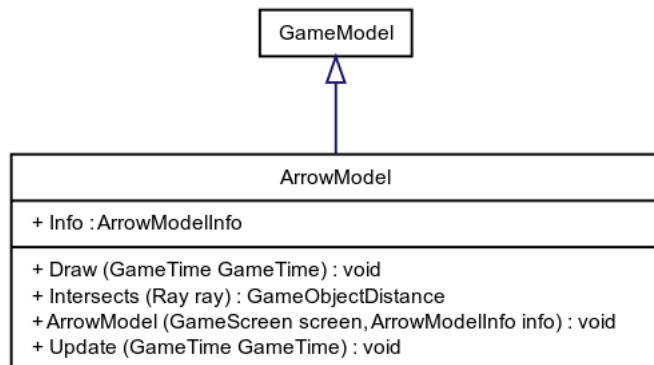 GameModel
ArrowModel
+ Info : ArrowModelInfo
+ Draw (GameTime GameTime) : void
+ Intersects (Ray ray) : GameObjectDistance
+ ArrowModel (GameScreen screen, ArrowModelInfo info) : void
+ Update (GameTime GameTime) : void